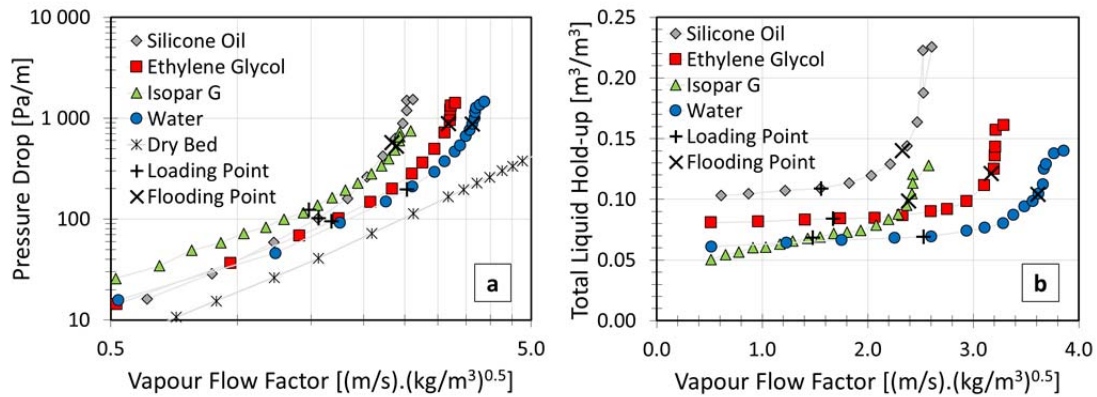 Pressure Drop [Pa/m]
10 000
1 000
100
10
Silicone Oil
Ethylene Glycol
Isopar G
Water
Dry Bed
Loading Point
Flooding Point
a
0.5
5.0
Vapour Flow Factor [(m/s).(kg/m³)⁰·⁵]
Total Liquid Hold-up [m³/m³]
0.25
0.20
0.15
0.10
0.05
0.00
Silicone Oil
Ethylene Glycol
Isopar G
Water
Loading Point
Flooding Point
b
0.0
1.0
2.0
3.0
4.0
Vapour Flow Factor [(m/s).(kg/m³)⁰·⁵]